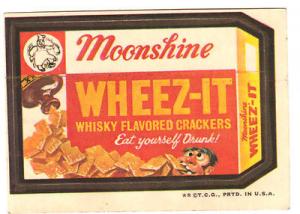 Moonshine
WHEEZ-IT
WHISKY FLAVORED CRACKERS
Eat yourself Drunk!
Moonshine
WHEEZ-IT
©T.C.G., PRTD. IN U.S.A.